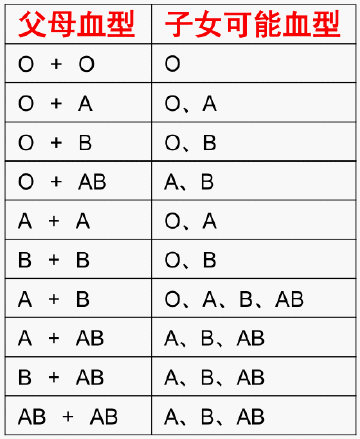 父母血型 子女可能血型
O + O O
O + A O、A
O + B O、B
O + AB A、B
A + A O、A
B + B O、B
A + B O、A、B、AB
A + AB A、B、AB
B + AB A、B、AB
AB + AB A、B、AB